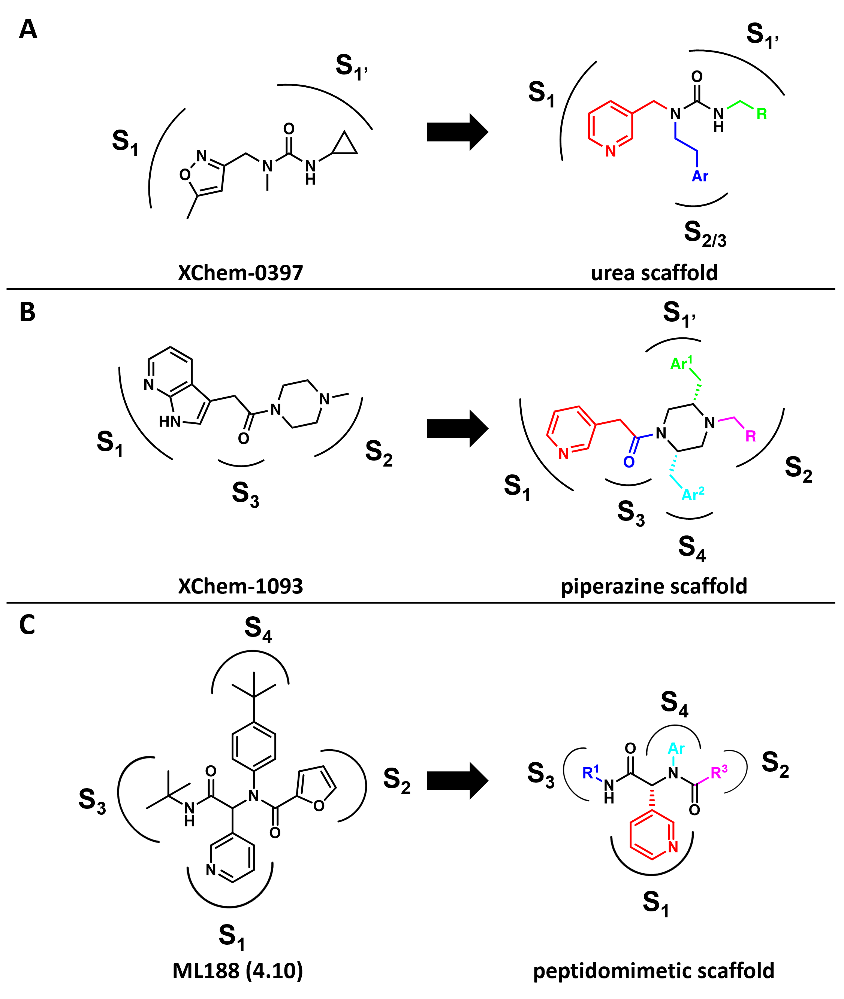 A
S1’
S1’
S1
S1
O
O
N
N
H
R
N
O
N
N
H
O
N
Ar
S2/3
XChem-0397
urea scaffold
B
S1’
Ar1
N
N
N
HN
O
N
N
R
N
O
S1
S2
S3
Ar2
S2
S1
S3
S4
XChem-1093
piperazine scaffold
C
S4
S4
O
Ar
S3
R1
N
H
N
R3
S2
O
S2
S3
N
H
N
O
O
O
N
N
S1
S1
ML188 (4.10)
peptidomimetic scaffold